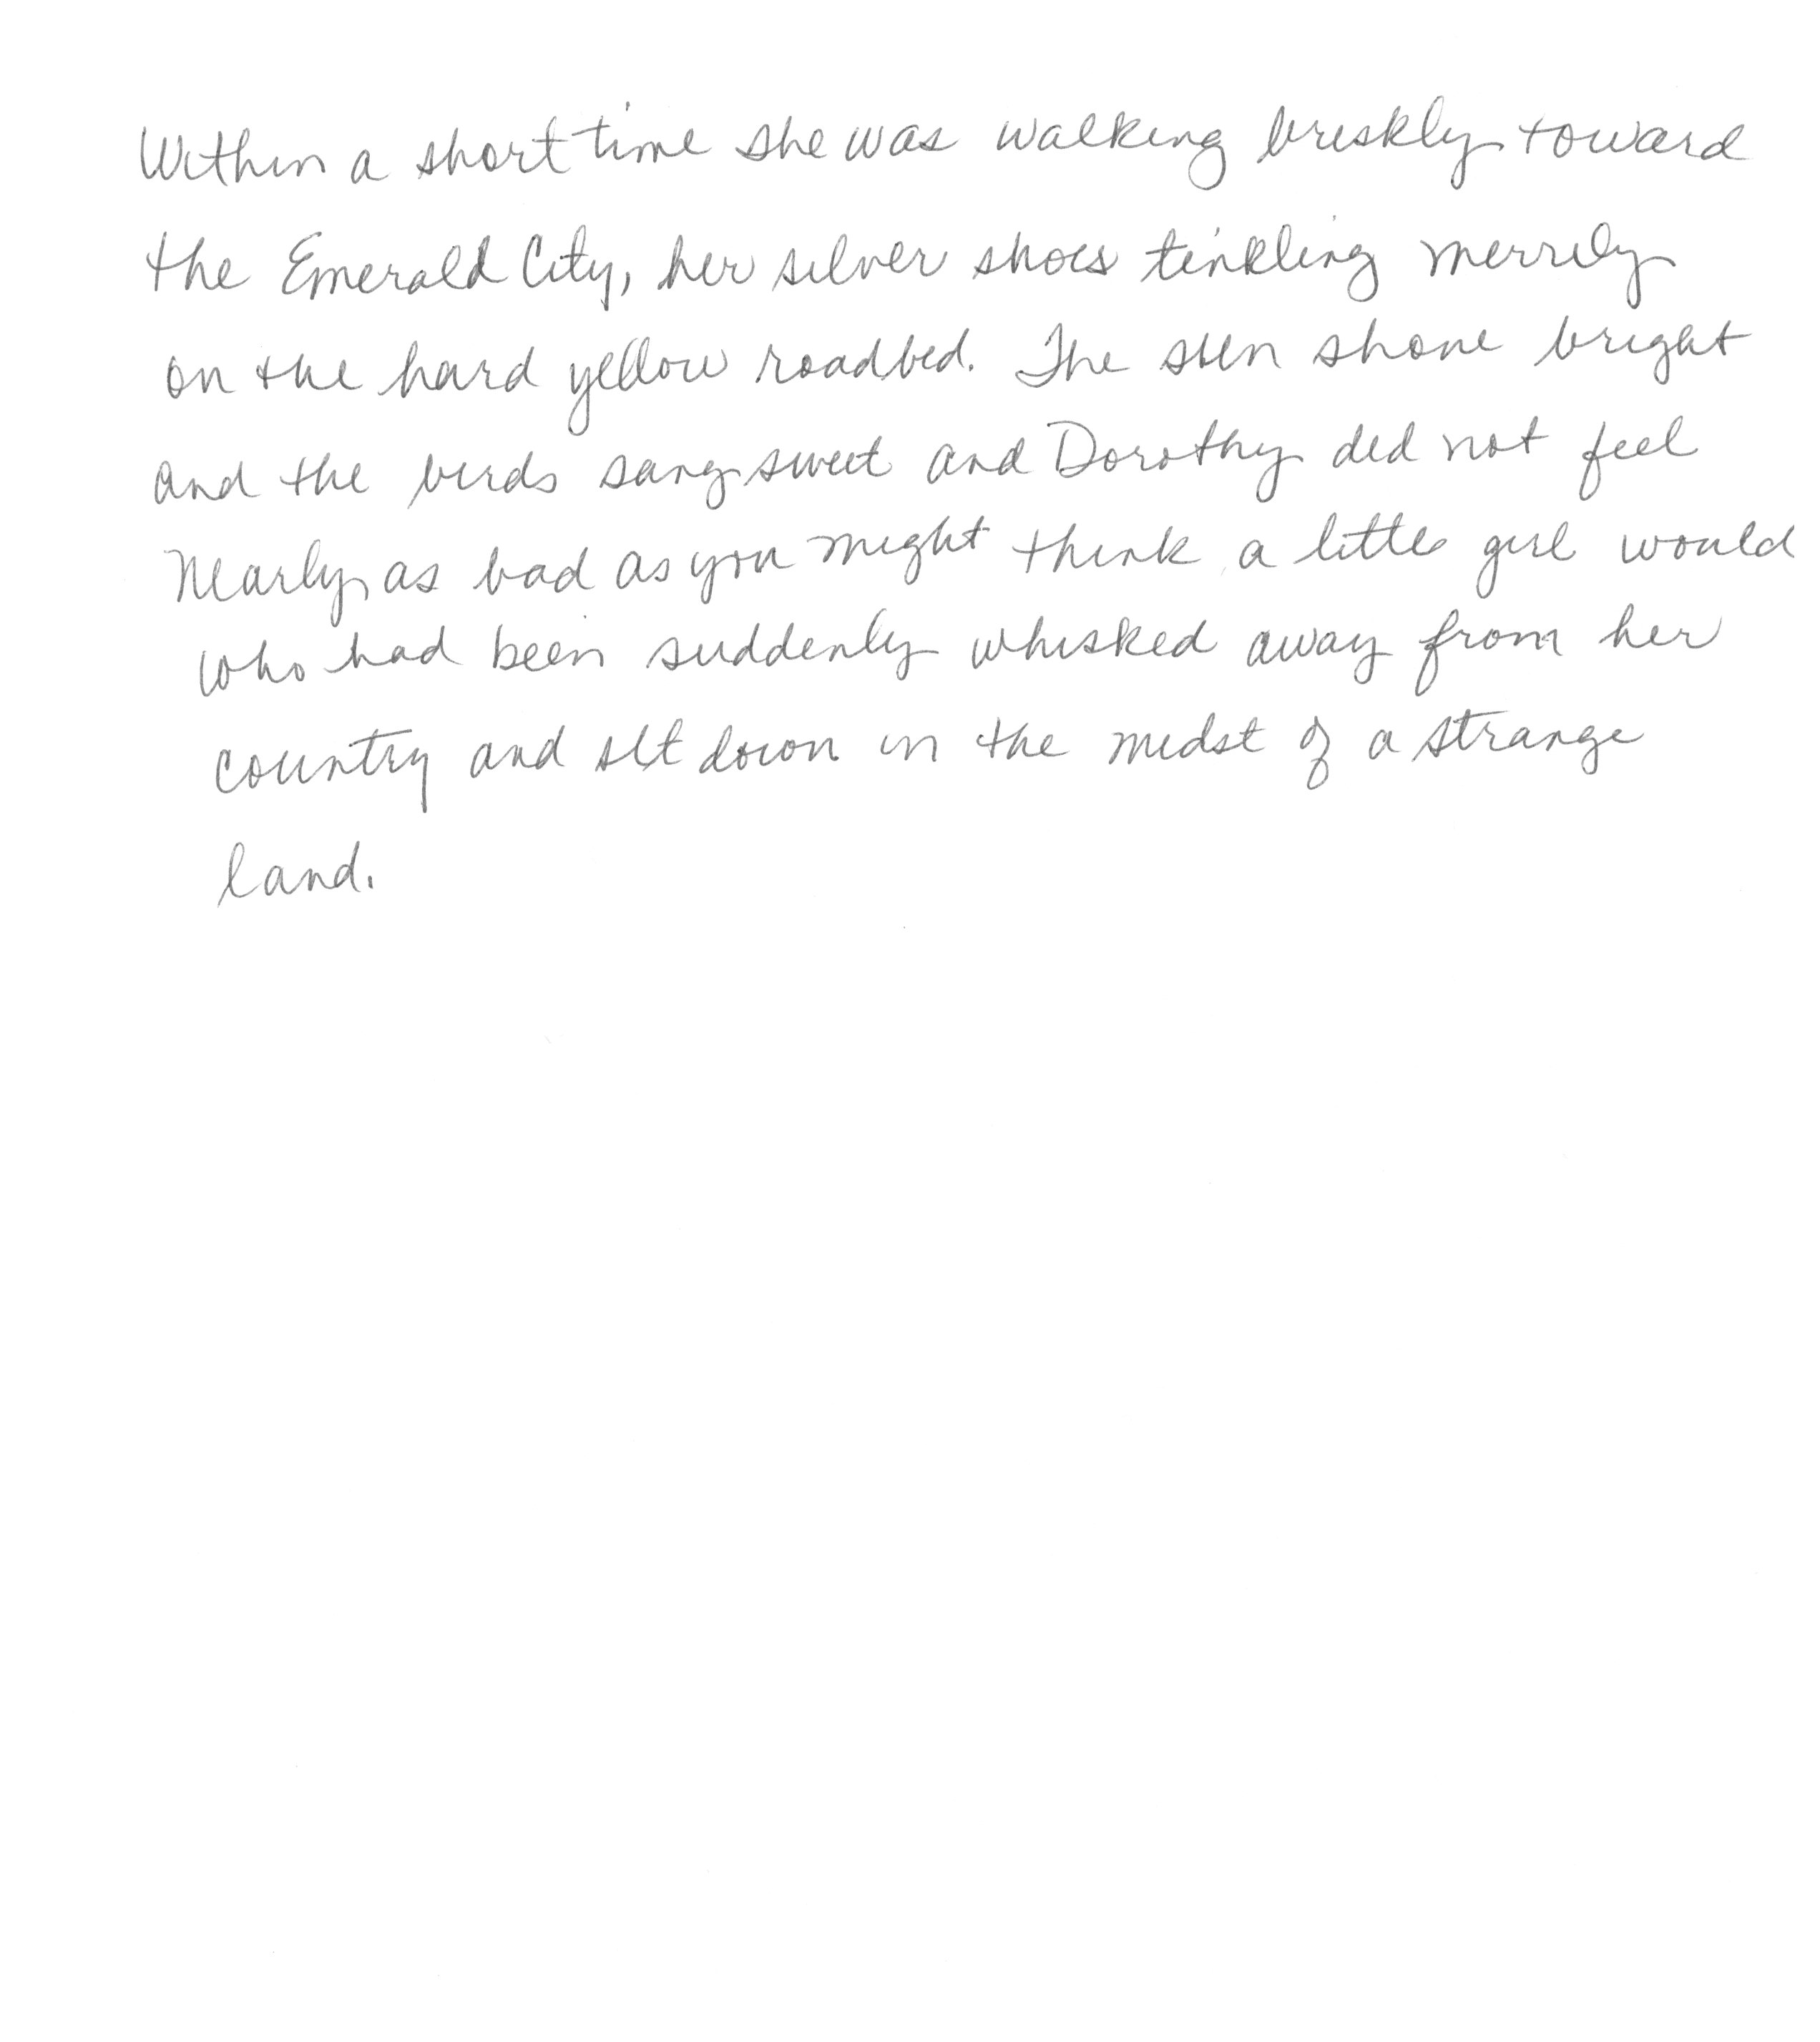 Within a short time she was walking briskly toward
the Emerald City, her silver shoes tinkling merrily
on the hard yellow roadbed. The sun shone bright
and the birds sang sweet and Dorothy did not feel
nearly as bad as you might think a little girl would
who had been suddenly whisked away from her
country and set down in the midst of a strange
land.